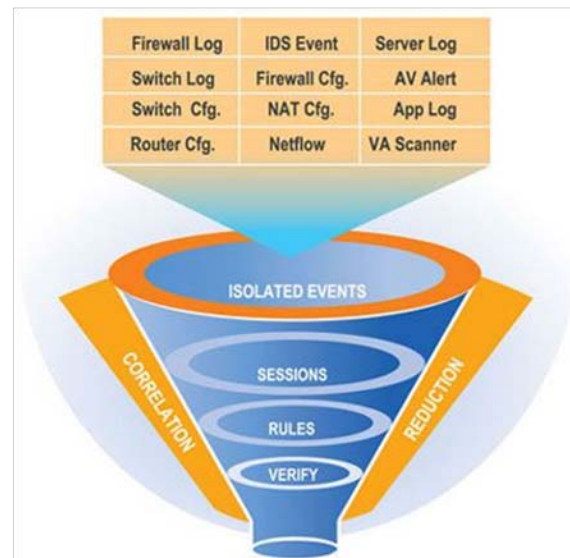 Firewall Log IDS Event Server Log
Switch Log Firewall Cfg. AV Alert
Switch Cfg. NAT Cfg. App Log
Router Cfg. Netflow VA Scanner
ISOLATED EVENTS
CORRELATION
REDUCTION
SESSIONS
RULES
VERIFY